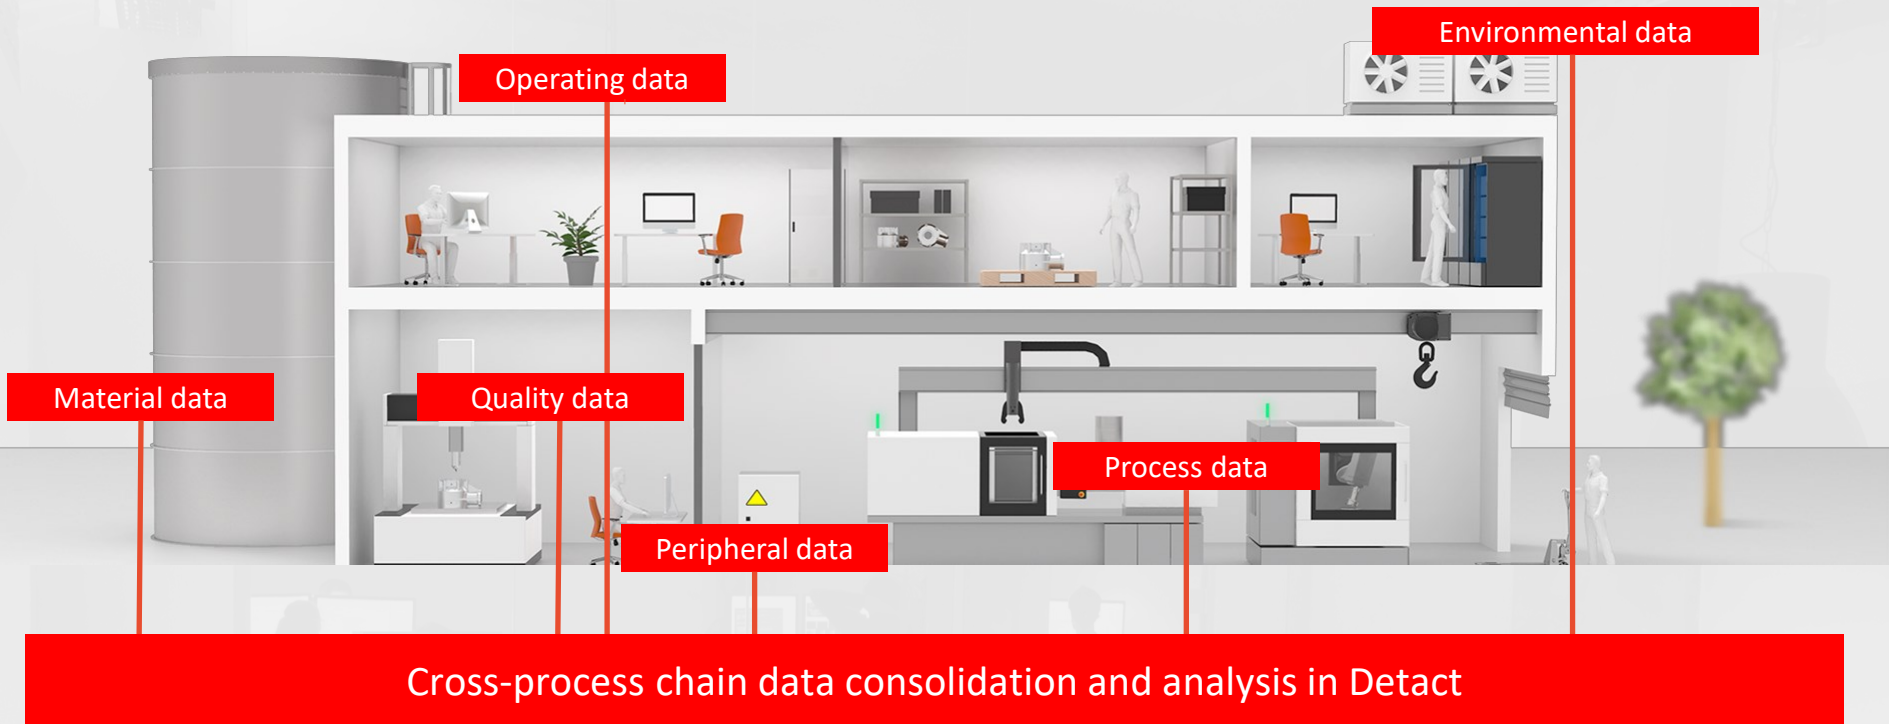 Environmental data
Operating data
Material data
Quality data
Process data
Peripheral data
Cross-process chain data consolidation and analysis in Detact